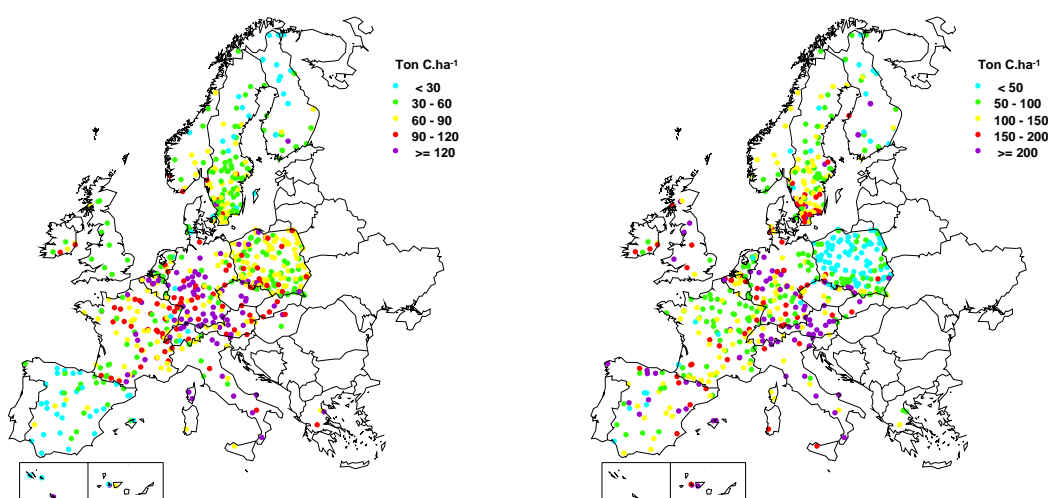 Ton C.ha⁻¹
< 30
30 - 60
60 - 90
90 - 120
>= 120
Ton C.ha⁻¹
< 50
50 - 100
100 - 150
150 - 200
>= 200